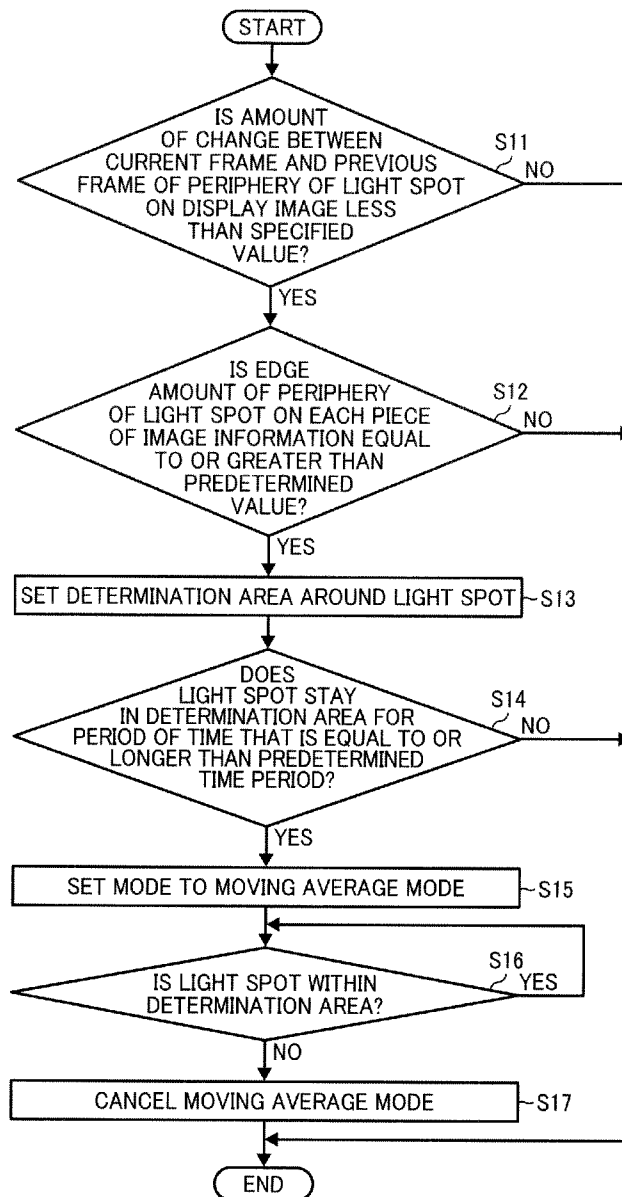 START
IS AMOUNT
OF CHANGE BETWEEN
CURRENT FRAME AND PREVIOUS
FRAME OF PERIPHERY OF LIGHT SPOT
ON DISPLAY IMAGE LESS
THAN SPECIFIED
VALUE?
S11
NO
YES
IS EDGE
AMOUNT OF PERIPHERY
OF LIGHT SPOT ON EACH PIECE
OF IMAGE INFORMATION EQUAL
TO OR GREATER THAN
PREDETERMINED
VALUE?
S12
NO
YES
SET DETERMINATION AREA AROUND LIGHT SPOT
S13
DOES
LIGHT SPOT STAY
IN DETERMINATION AREA FOR
PERIOD OF TIME THAT IS EQUAL TO OR
LONGER THAN PREDETERMINED
TIME PERIOD?
S14
NO
YES
SET MODE TO MOVING AVERAGE MODE
S15
IS LIGHT SPOT WITHIN
DETERMINATION AREA?
S16
YES
NO
CANCEL MOVING AVERAGE MODE
S17
END